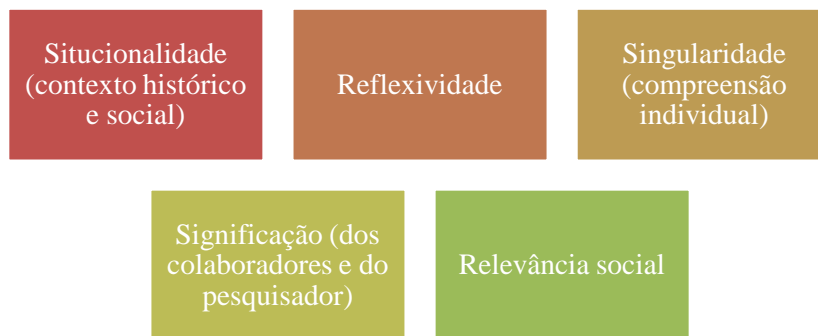 Situcionalidade
(contexto histórico
e social)
Reflexividade
Singularidade
(compreensão
individual)
Significação (dos
colaboradores e do
pesquisador)
Relevância social